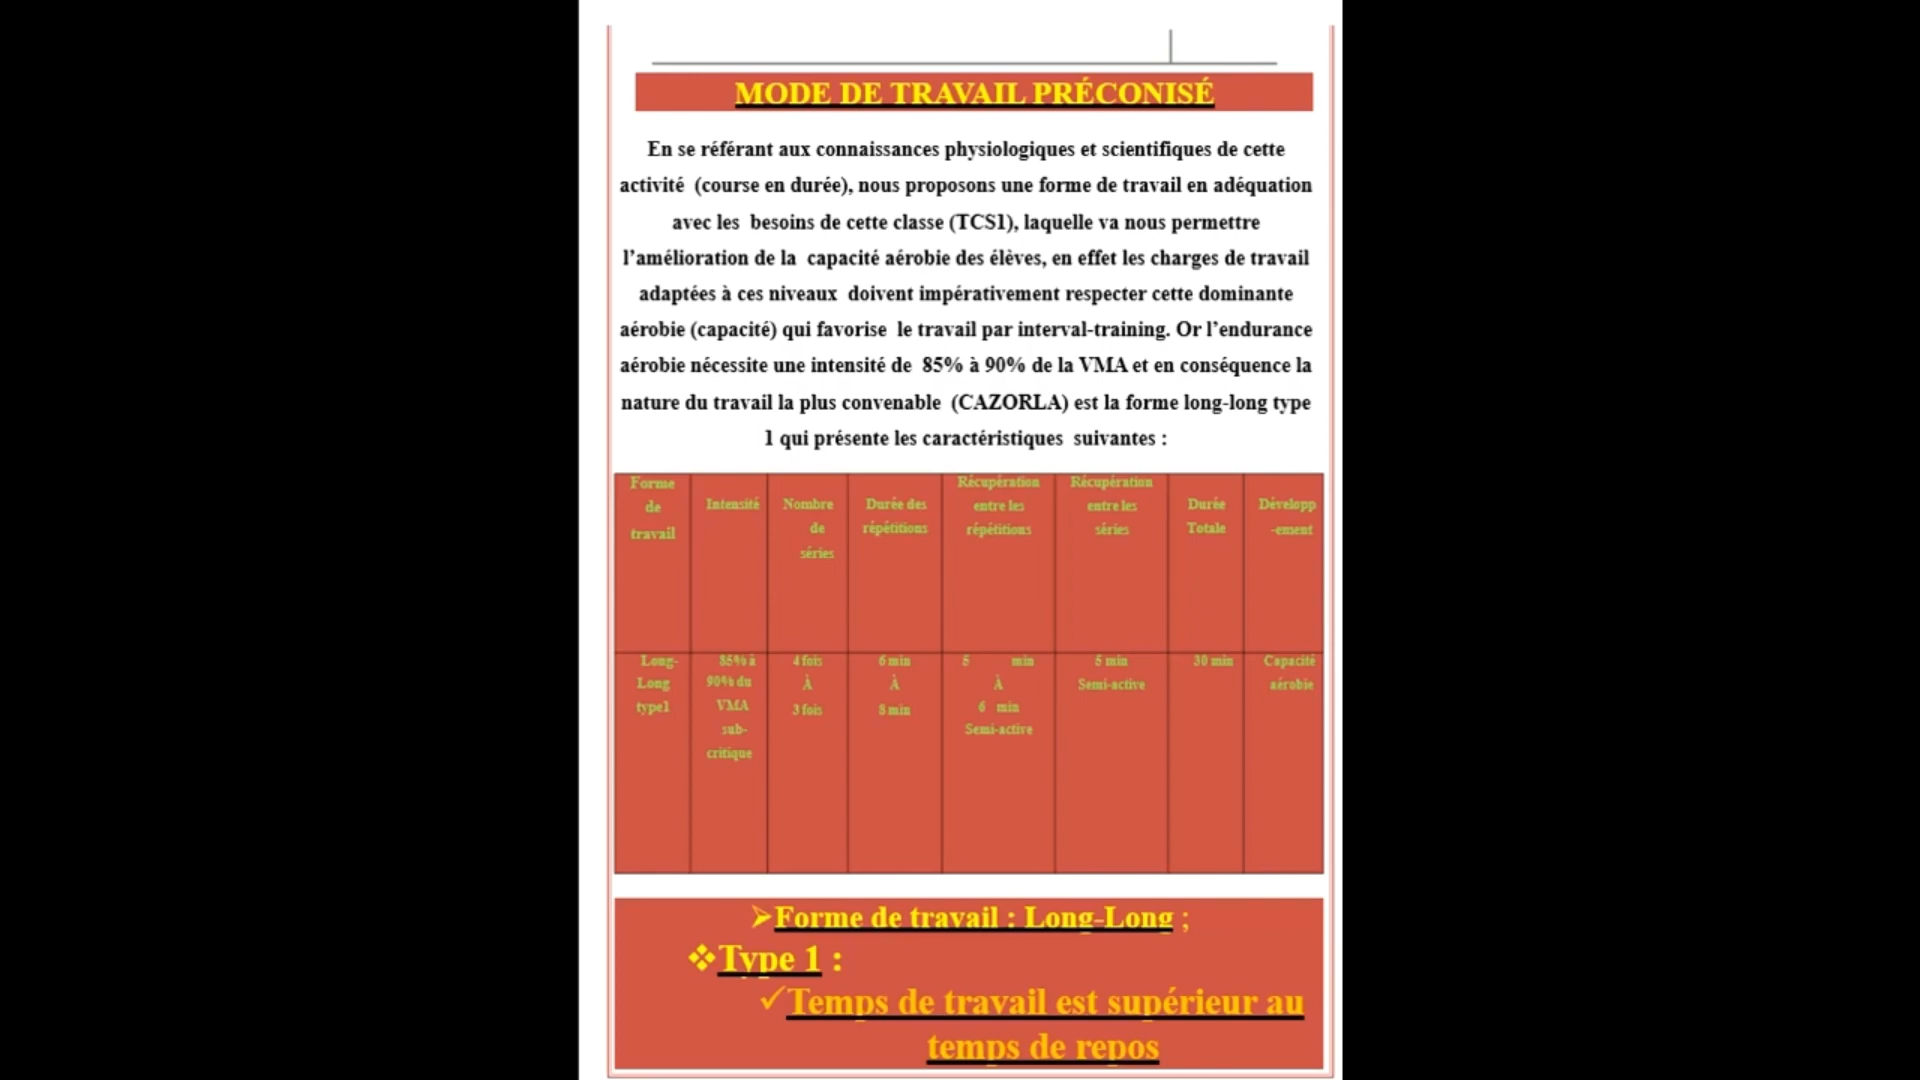 MODE DE TRAVAIL PRÉCONISÉ
En se référant aux connaissances physiologiques et scientifiques de cette
activité (course en durée), nous proposons une forme de travail en adéquation
avec les besoins de cette classe (TCS1), laquelle va nous permettre
l’amélioration de la capacité aérobie des élèves, en effet les charges de travail
adaptées à ces niveaux doivent impérativement respecter cette dominante
aérobie (capacité) qui favorise le travail par interval-training. Or l’endurance
aérobie nécessite une intensité de 85% à 90% de la VMA et en conséquence la
nature du travail la plus convenable (CAZORLA) est la forme long-long type
1 qui présente les caractéristiques suivantes :
Forme
de
travail
Intensité
Nombre
de
séries
Durée des
répétitions
Récupération
entre les
répétitions
Récupération
entre les
séries
Durée
Totale
Développ
-ement
Long-
Long
type1
85% à
90% du
VMA
sub-
critique
4 fois
À
3 fois
6 min
À
8 min
5 min
À
6 min
Semi-active
5 min
Semi-active
30 min
Capacité
aérobie
➢Forme de travail : Long-Long ;
❖Type 1 :
✓Temps de travail est supérieur au
temps de repos